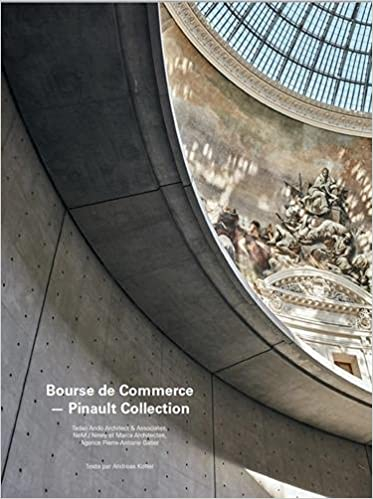 Bourse de Commerce
— Pinault Collection
Tadao Ando Architect & Associates,
NeM / Niney et Marca Architectes,
Agence Pierre-Antoine Gatier
Texte par Andreas Kofler